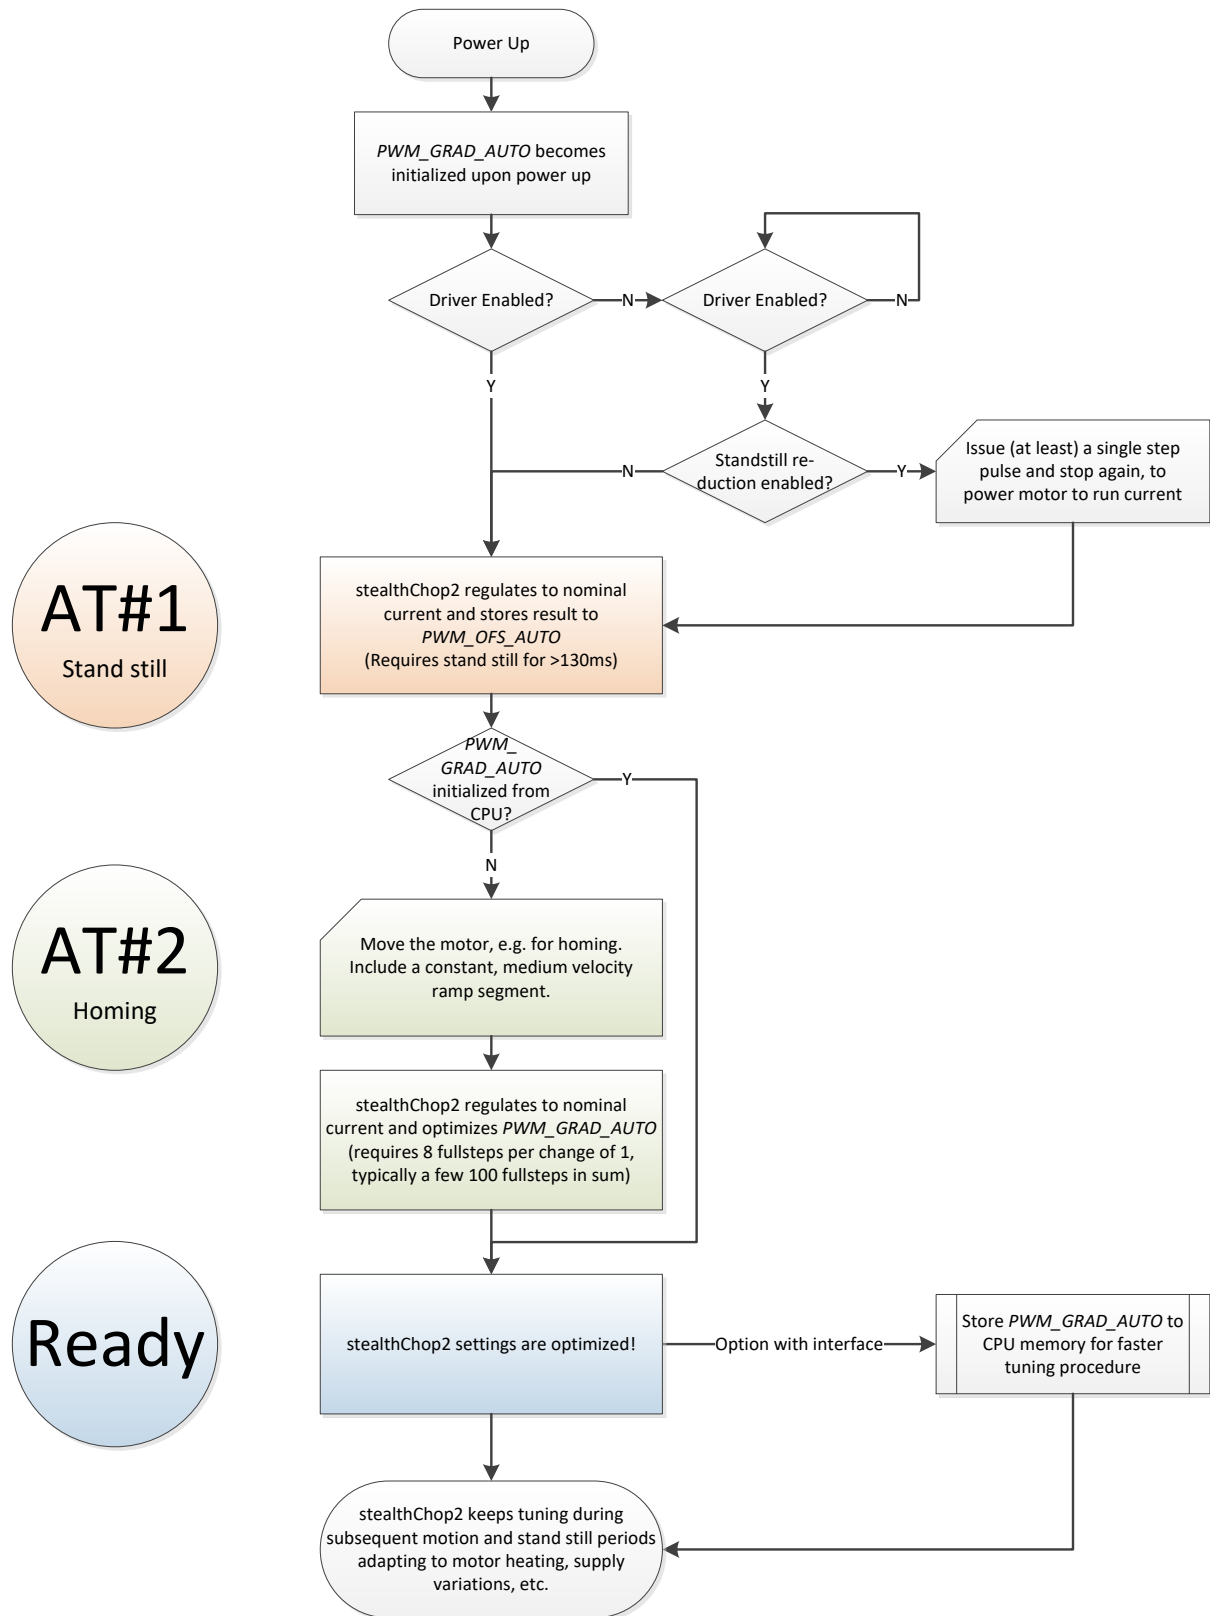 Power Up
PWM_GRAD_AUTO becomes
initialized upon power up
Driver Enabled?
N
Driver Enabled?
N
Y
Y
Standstill re-
duction enabled?
N
Y
Issue (at least) a single step
pulse and stop again, to
power motor to run current
AT#1
Stand still
stealthChop2 regulates to nominal
current and stores result to
PWM_OFS_AUTO
(Requires stand still for >130ms)
PWM_
GRAD_AUTO
initialized from
CPU?
Y
N
AT#2
Homing
Move the motor, e.g. for homing.
Include a constant, medium velocity
ramp segment.
stealthChop2 regulates to nominal
current and optimizes PWM_GRAD_AUTO
(requires 8 fullsteps per change of 1,
typically a few 100 fullsteps in sum)
Ready
stealthChop2 settings are optimized!
Option with interface
Store PWM_GRAD_AUTO to
CPU memory for faster
tuning procedure
stealthChop2 keeps tuning during
subsequent motion and stand still periods
adapting to motor heating, supply
variations, etc.